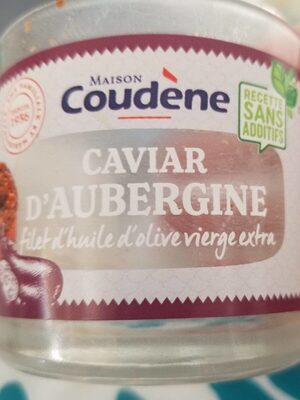 MAISON
Coudène
RECETTE
SANS
ADDITIFS
CAVIAR
D'AUBERGINE
filet d'huile d'olive vierge extra